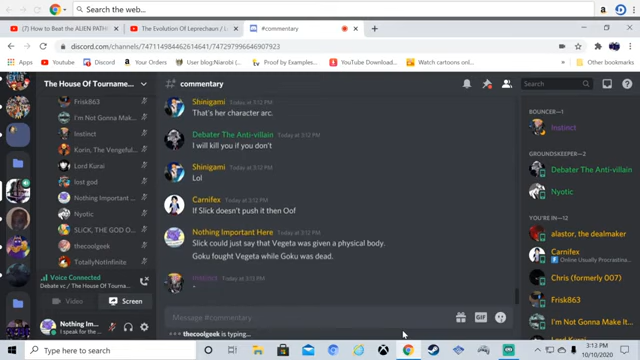 Search the web...
(7) How to Beat the ALIEN PATH
The Evolution Of Leprechaun / L
#commentary
discord.com/channels/747114984462614641/747297996646907923
Bookmarks
Youtube
Discord
Your Orders
User blog:Narobi |
YouTube
Watch cartoons onl...
Other bookmarks
The House Of Tourname...
Frisk863
I'm Not Gonna Make
Instinct
Korin, The Vengeful
Lord Kurai
lost god
Nothing Important
Nyotic
SLICK, THE GOD O
thecoolgeek
TotallyNotInfinite
Voice Connected
Debate vc / The House Of To...
Video
Screen
Nothing Im...
I speak for the
# commentary
Search
Shinigami Today at 3:12 PM
That's her character arc.
Debater The Anti-villain Today at 3:12 PM
I will kill you if you don't
Shinigami Today at 3:12 PM
Lol
Carnifex Today at 3:12 PM
If Slick doesn't push it then Oof
Nothing Important Here Today at 3:12 PM
Slick could just say that Vegeta was given a physical body.
Goku fought Vegeta while Goku was dead.
Today at 3:13 PM
Message #commentary
GIF
thecoolgeek is typing...
BOUNCER—1
Instinct
GROUNDSKEEPER—2
Debater The Anti-villain
Nyotic
YOU'RE IN—12
alastor, the dealmaker
Carnifex
Online Usually Procrastina...
Chris (formerly 007)
Frisk863
I'm Not Gonna Make It
Type here to search
3:13 PM
10/10/2020